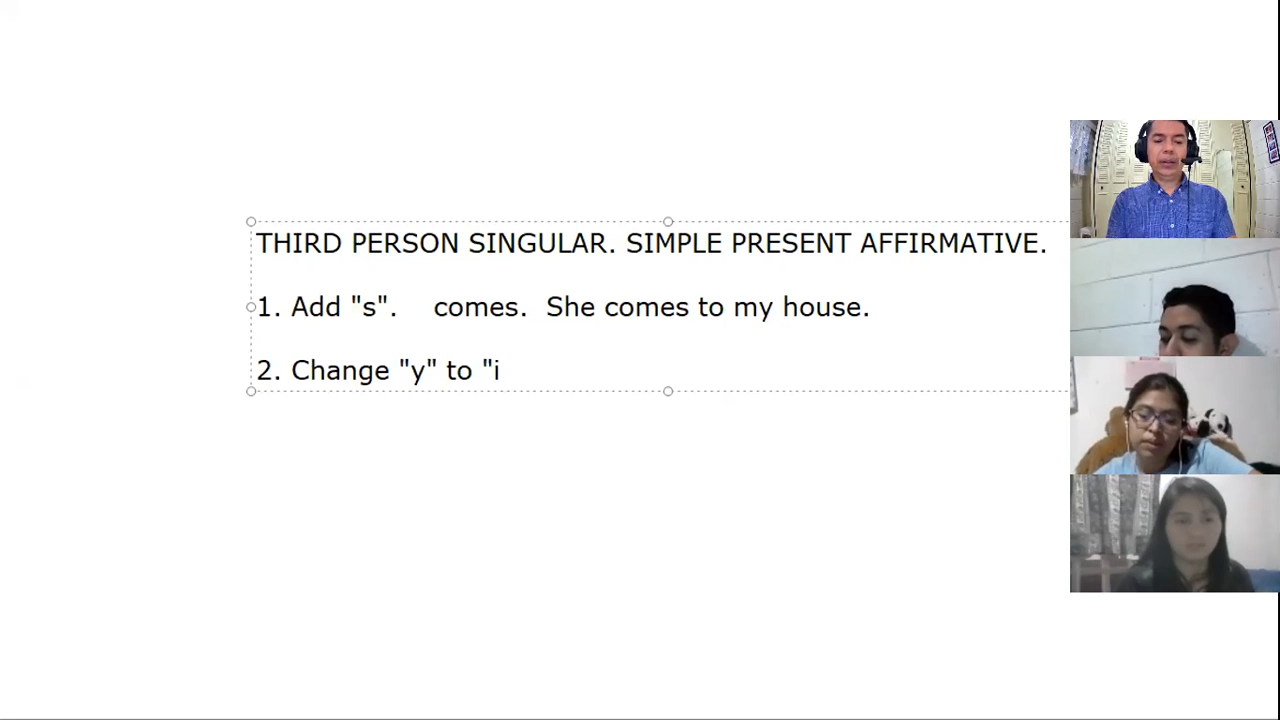 THIRD PERSON SINGULAR. SIMPLE PRESENT AFFIRMATIVE.
1. Add "s". comes. She comes to my house.
2. Change "y" to "i